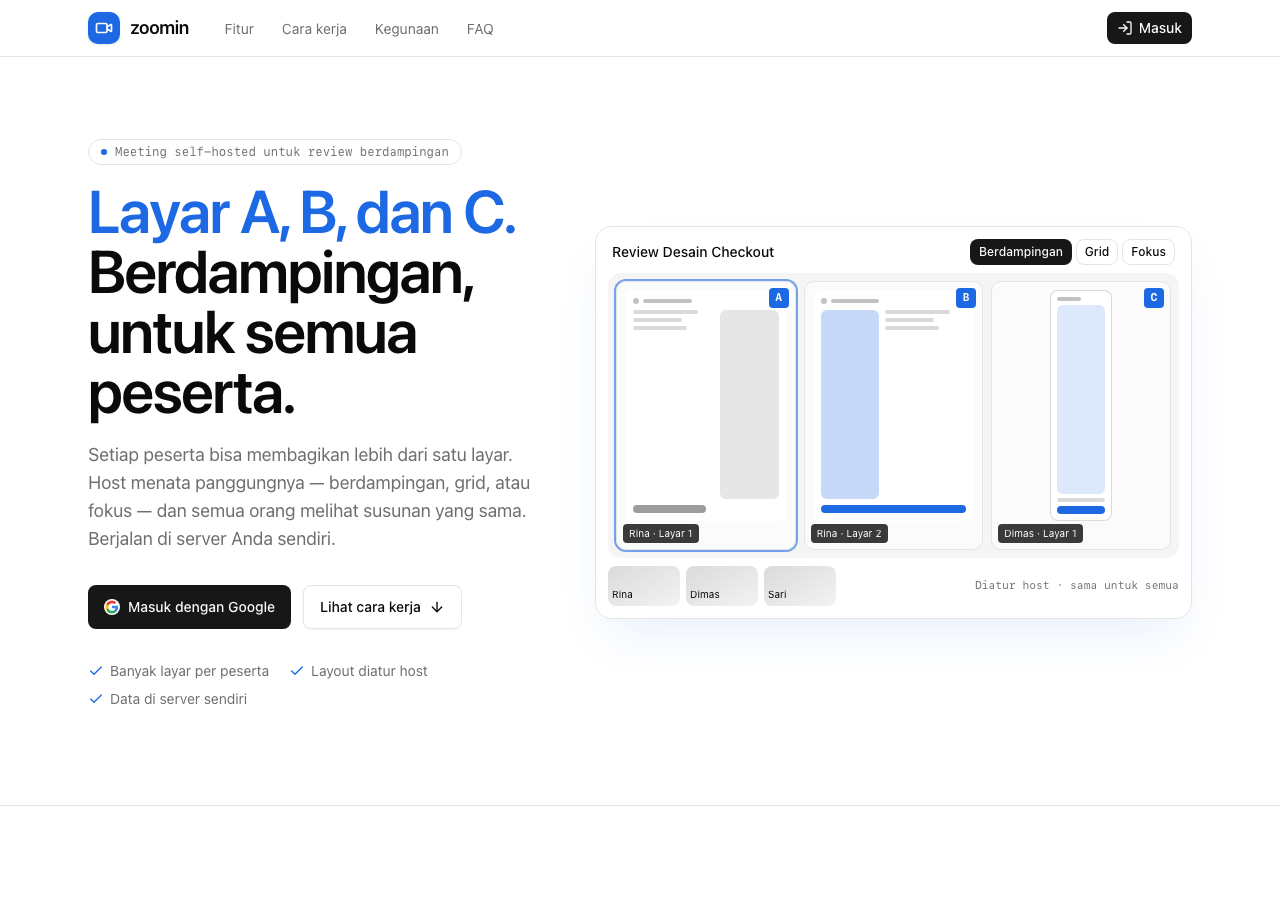 zoomin
Fitur
Cara kerja
Kegunaan
FAQ
Masuk
Meeting self-hosted untuk review berdampingan
Layar A, B, dan C.
Berdampingan,
untuk semua
peserta.
Setiap peserta bisa membagikan lebih dari satu layar.
Host menata panggungnya — berdampingan, grid, atau
fokus — dan semua orang melihat susunan yang sama.
Berjalan di server Anda sendiri.
Masuk dengan Google
Lihat cara kerja
Banyak layar per peserta
Layout diatur host
Data di server sendiri
Review Desain Checkout
Berdampingan
Grid
Fokus
A
B
C
Rina · Layar 1
Rina · Layar 2
Dimas · Layar 1
Rina
Dimas
Sari
Diatur host · sama untuk semua